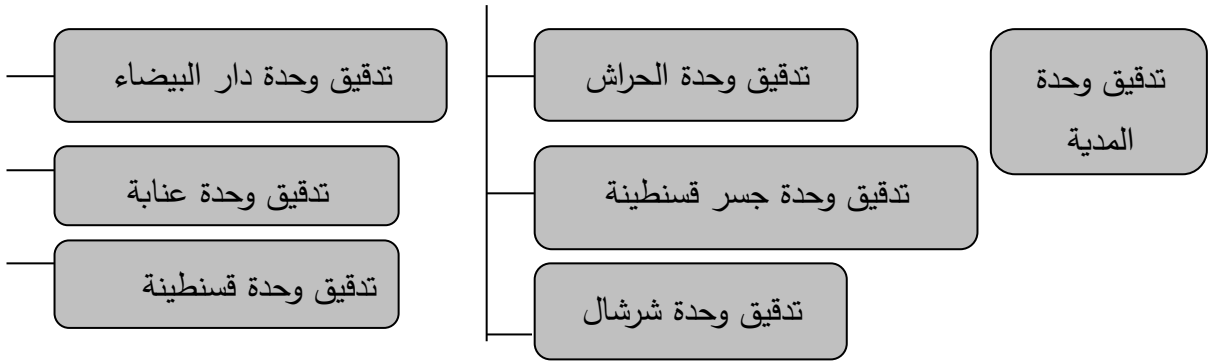 تدقيق وحدة
المدية
تدقيق وحدة الحراش
تدقيق وحدة جسر قسنطينة
تدقيق وحدة شرشال
تدقيق وحدة دار البيضاء
تدقيق وحدة عنابة
تدقيق وحدة قسنطينة